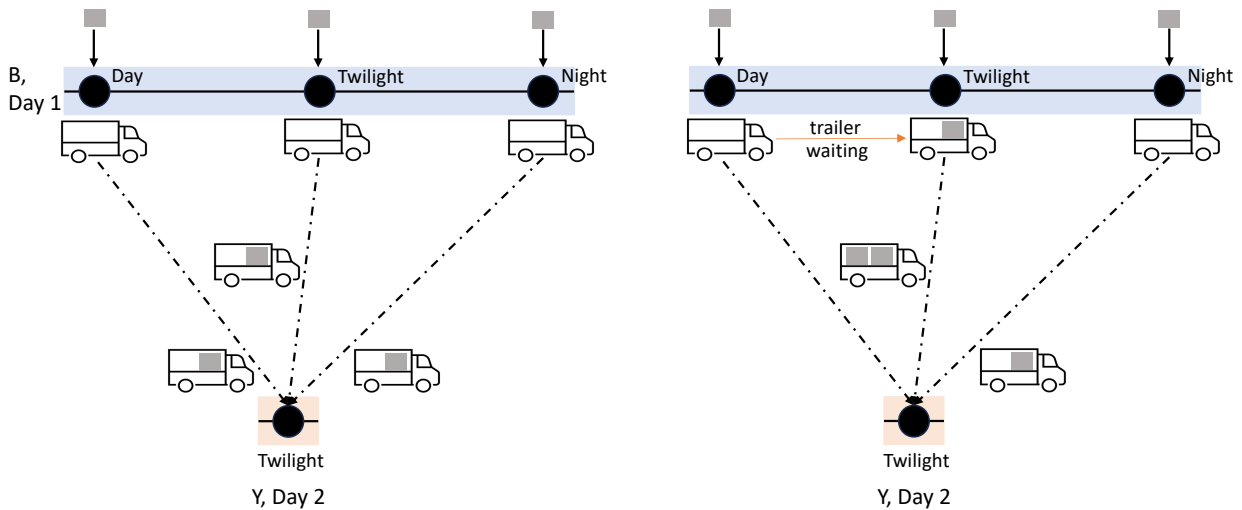 B,
Day 1
Day
Twilight
Night
Twilight
Y, Day 2
Day
Twilight
Night
trailer
waiting
Twilight
Y, Day 2